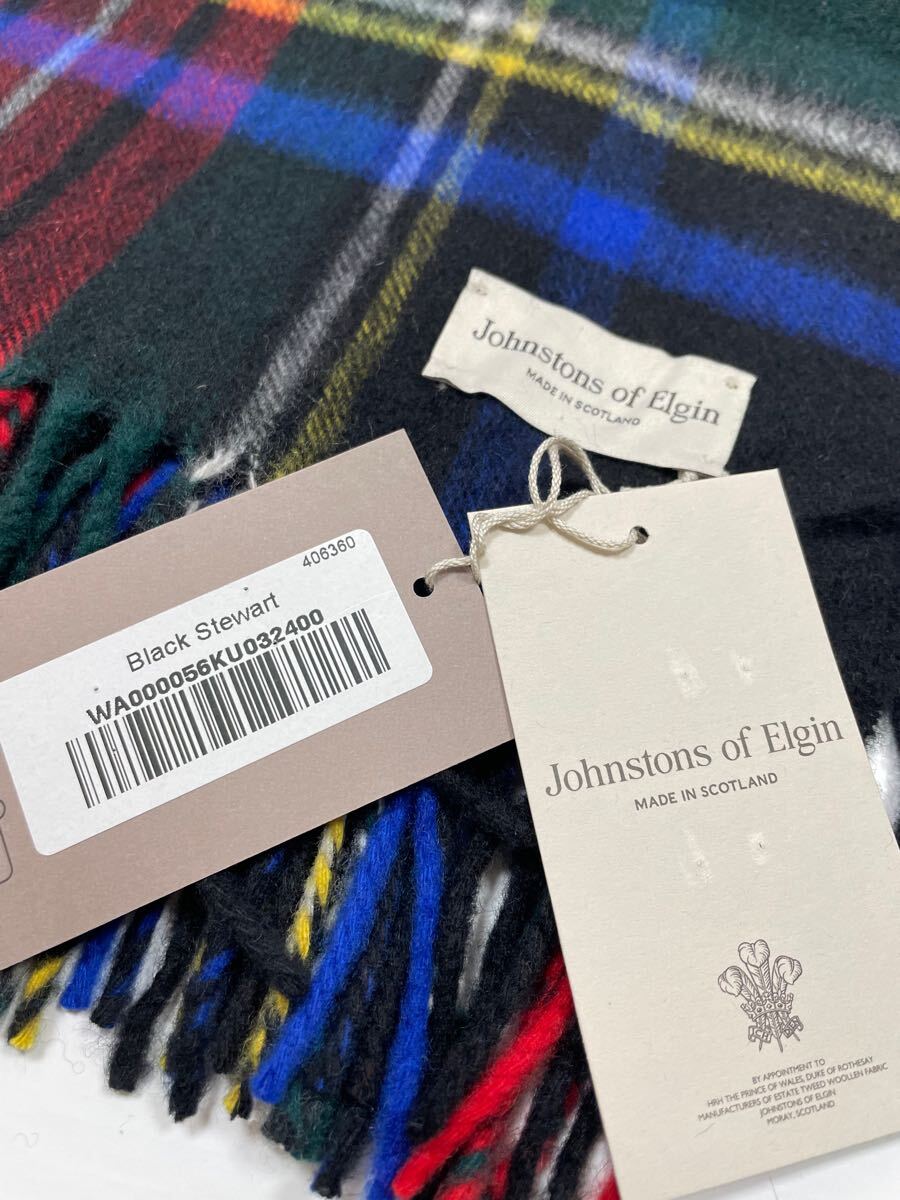 Johnstons of Elgin
MADE IN SCOTLAND
406360
Black Stewart
WA000056KU032400
Johnstons of Elgin
MADE IN SCOTLAND
BY APPOINTMENT TO
HRH THE PRINCE OF WALES, DUKE OF ROTHESAY
MANUFACTURERS OF ESTATE TWEED WOOLLEN FABRIC
JOHNSTONS OF ELGIN
MORAY, SCOTLAND